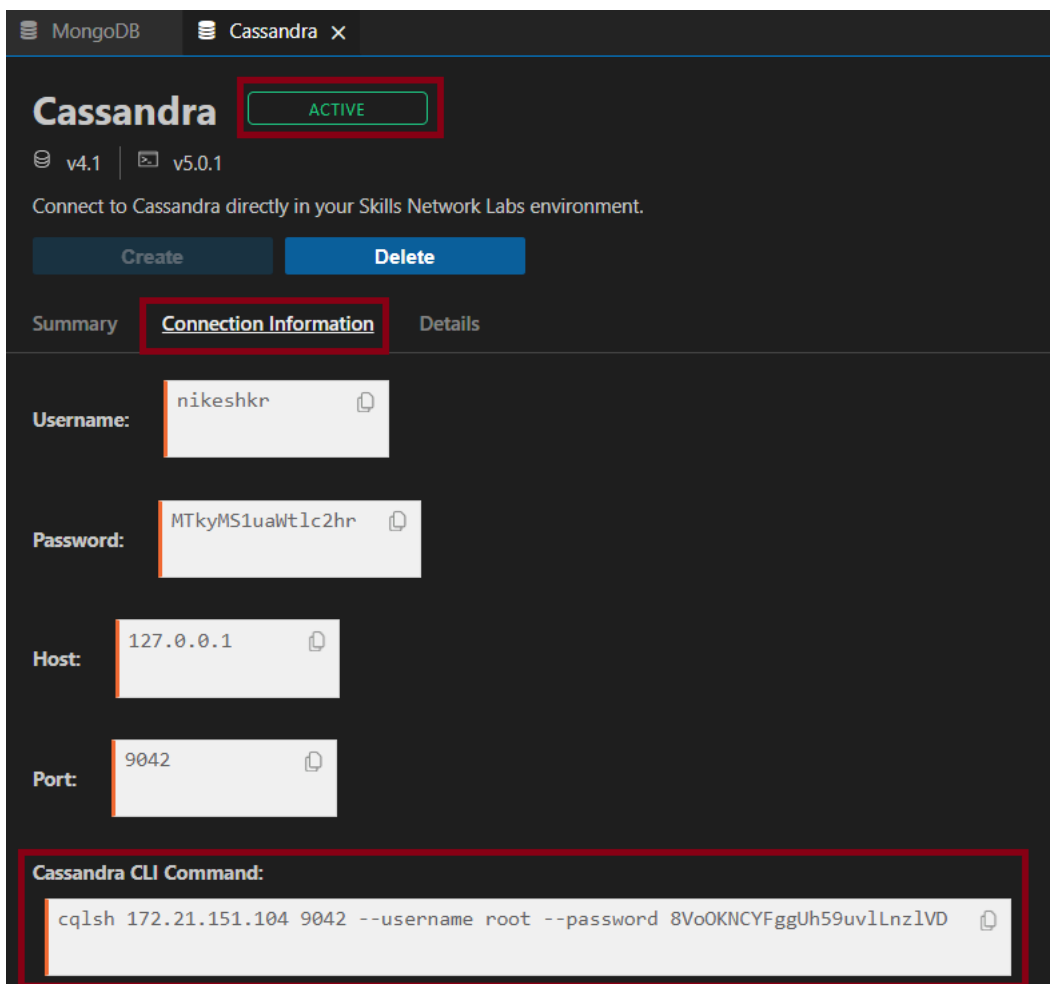 MongoDB
Cassandra
Cassandra
ACTIVE
v4.1
v5.0.1
Connect to Cassandra directly in your Skills Network Labs environment.
Create
Delete
Summary
Connection Information
Details
Username:
nikeshkr
Password:
MTkyMS1uaWtlc2hr
Host:
127.0.0.1
Port:
9042
Cassandra CLI Command:
cqlsh 172.21.151.104 9042 --username root --password 8VoOKNCYFggUh59uvlLnzlVD